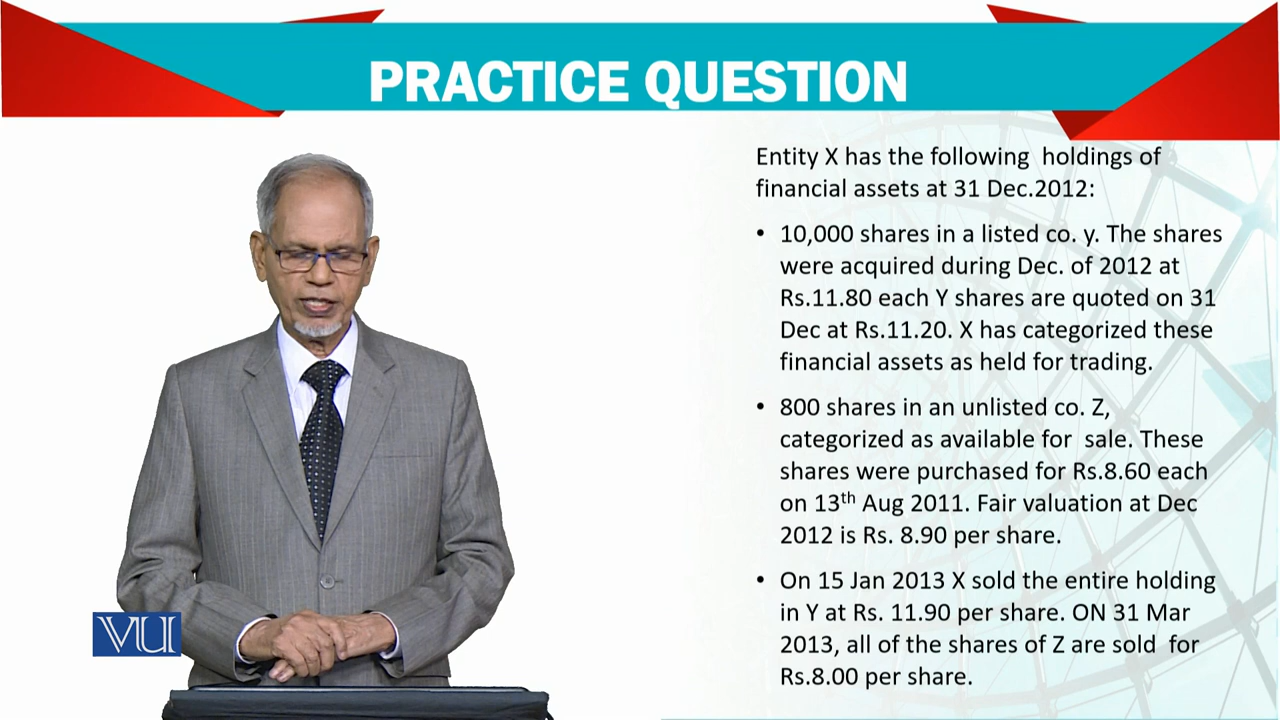 PRACTICE QUESTION
Entity X has the following holdings of
financial assets at 31 Dec.2012:
• 10,000 shares in a listed co. y. The shares
were acquired during Dec. of 2012 at
Rs.11.80 each Y shares are quoted on 31
Dec at Rs.11.20. X has categorized these
financial assets as held for trading.
• 800 shares in an unlisted co. Z,
categorized as available for sale. These
shares were purchased for Rs.8.60 each
on 13th Aug 2011. Fair valuation at Dec
2012 is Rs. 8.90 per share.
• On 15 Jan 2013 X sold the entire holding
in Y at Rs. 11.90 per share. ON 31 Mar
2013, all of the shares of Z are sold for
Rs.8.00 per share.
VU